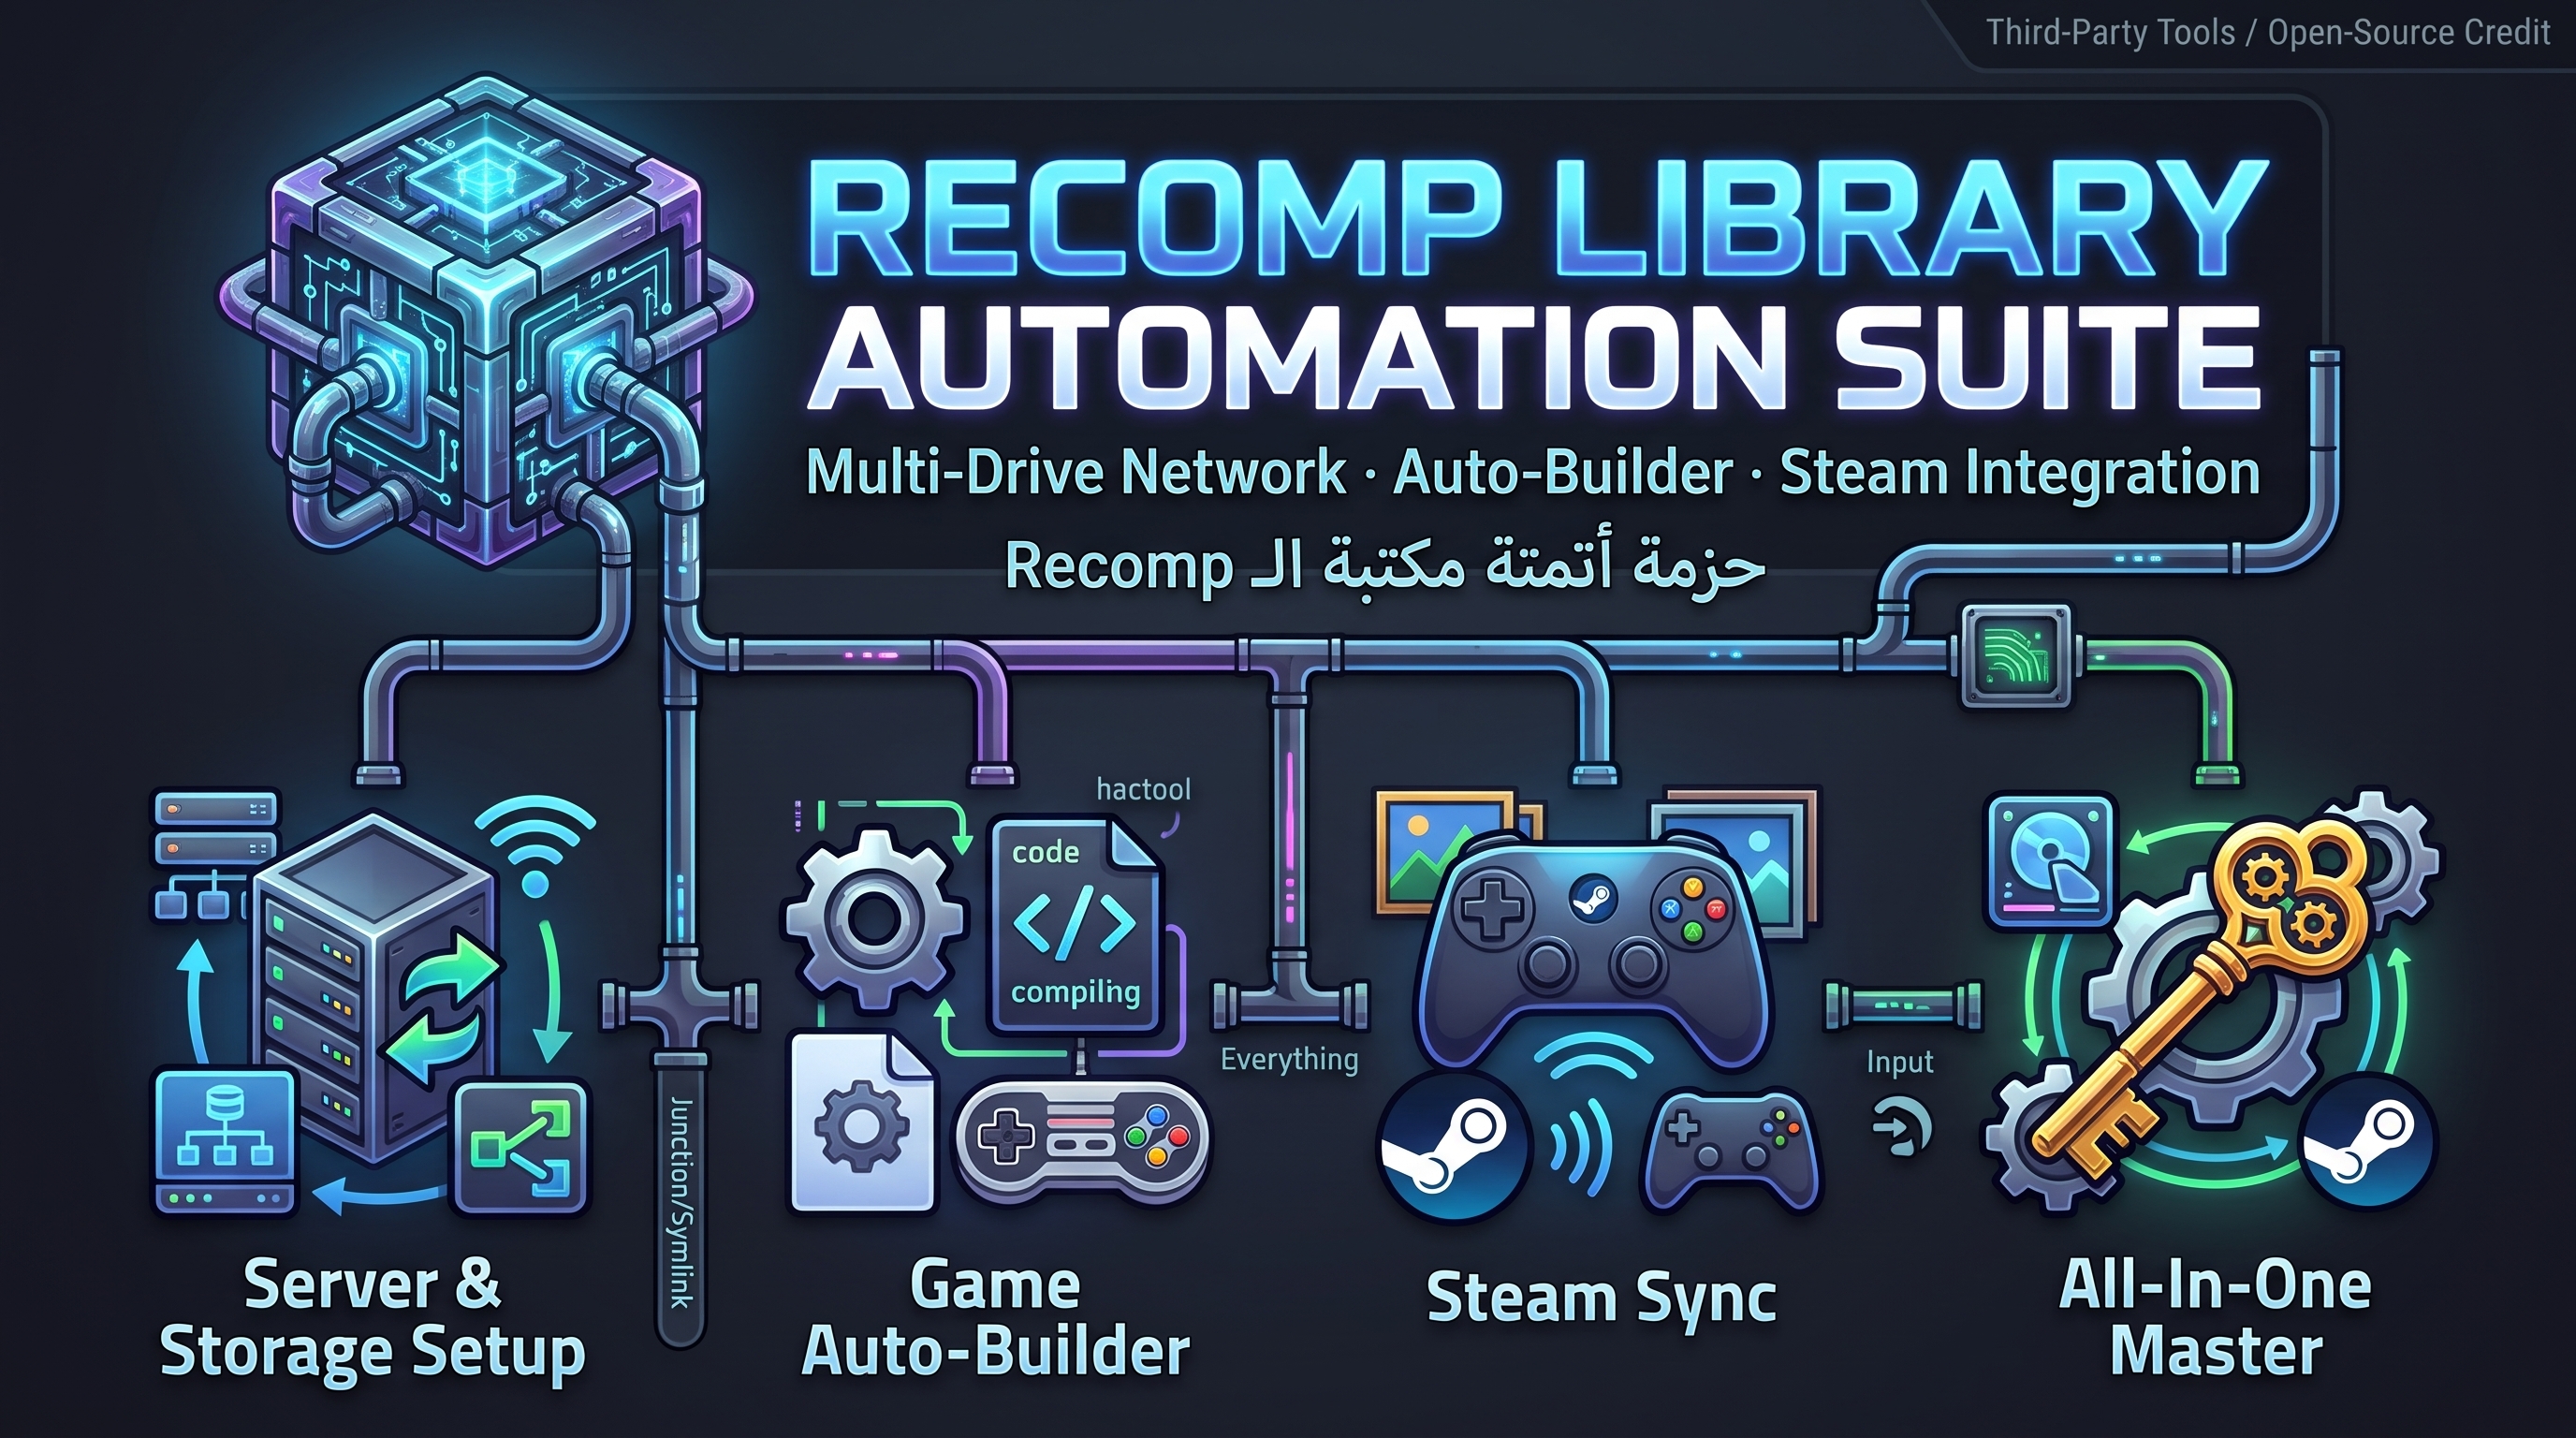 Third-Party Tools / Open-Source Credit
RECOMP LIBRARY
AUTOMATION SUITE
Multi-Drive Network · Auto-Builder · Steam Integration
حزمة أتمتة مكتبة الـ Recomp
hactool
code
</>
compilng
Everything
Input
Junction/Symlink
Server &
Storage Setup
Game
Auto-Builder
Steam Sync
All-In-One
Master